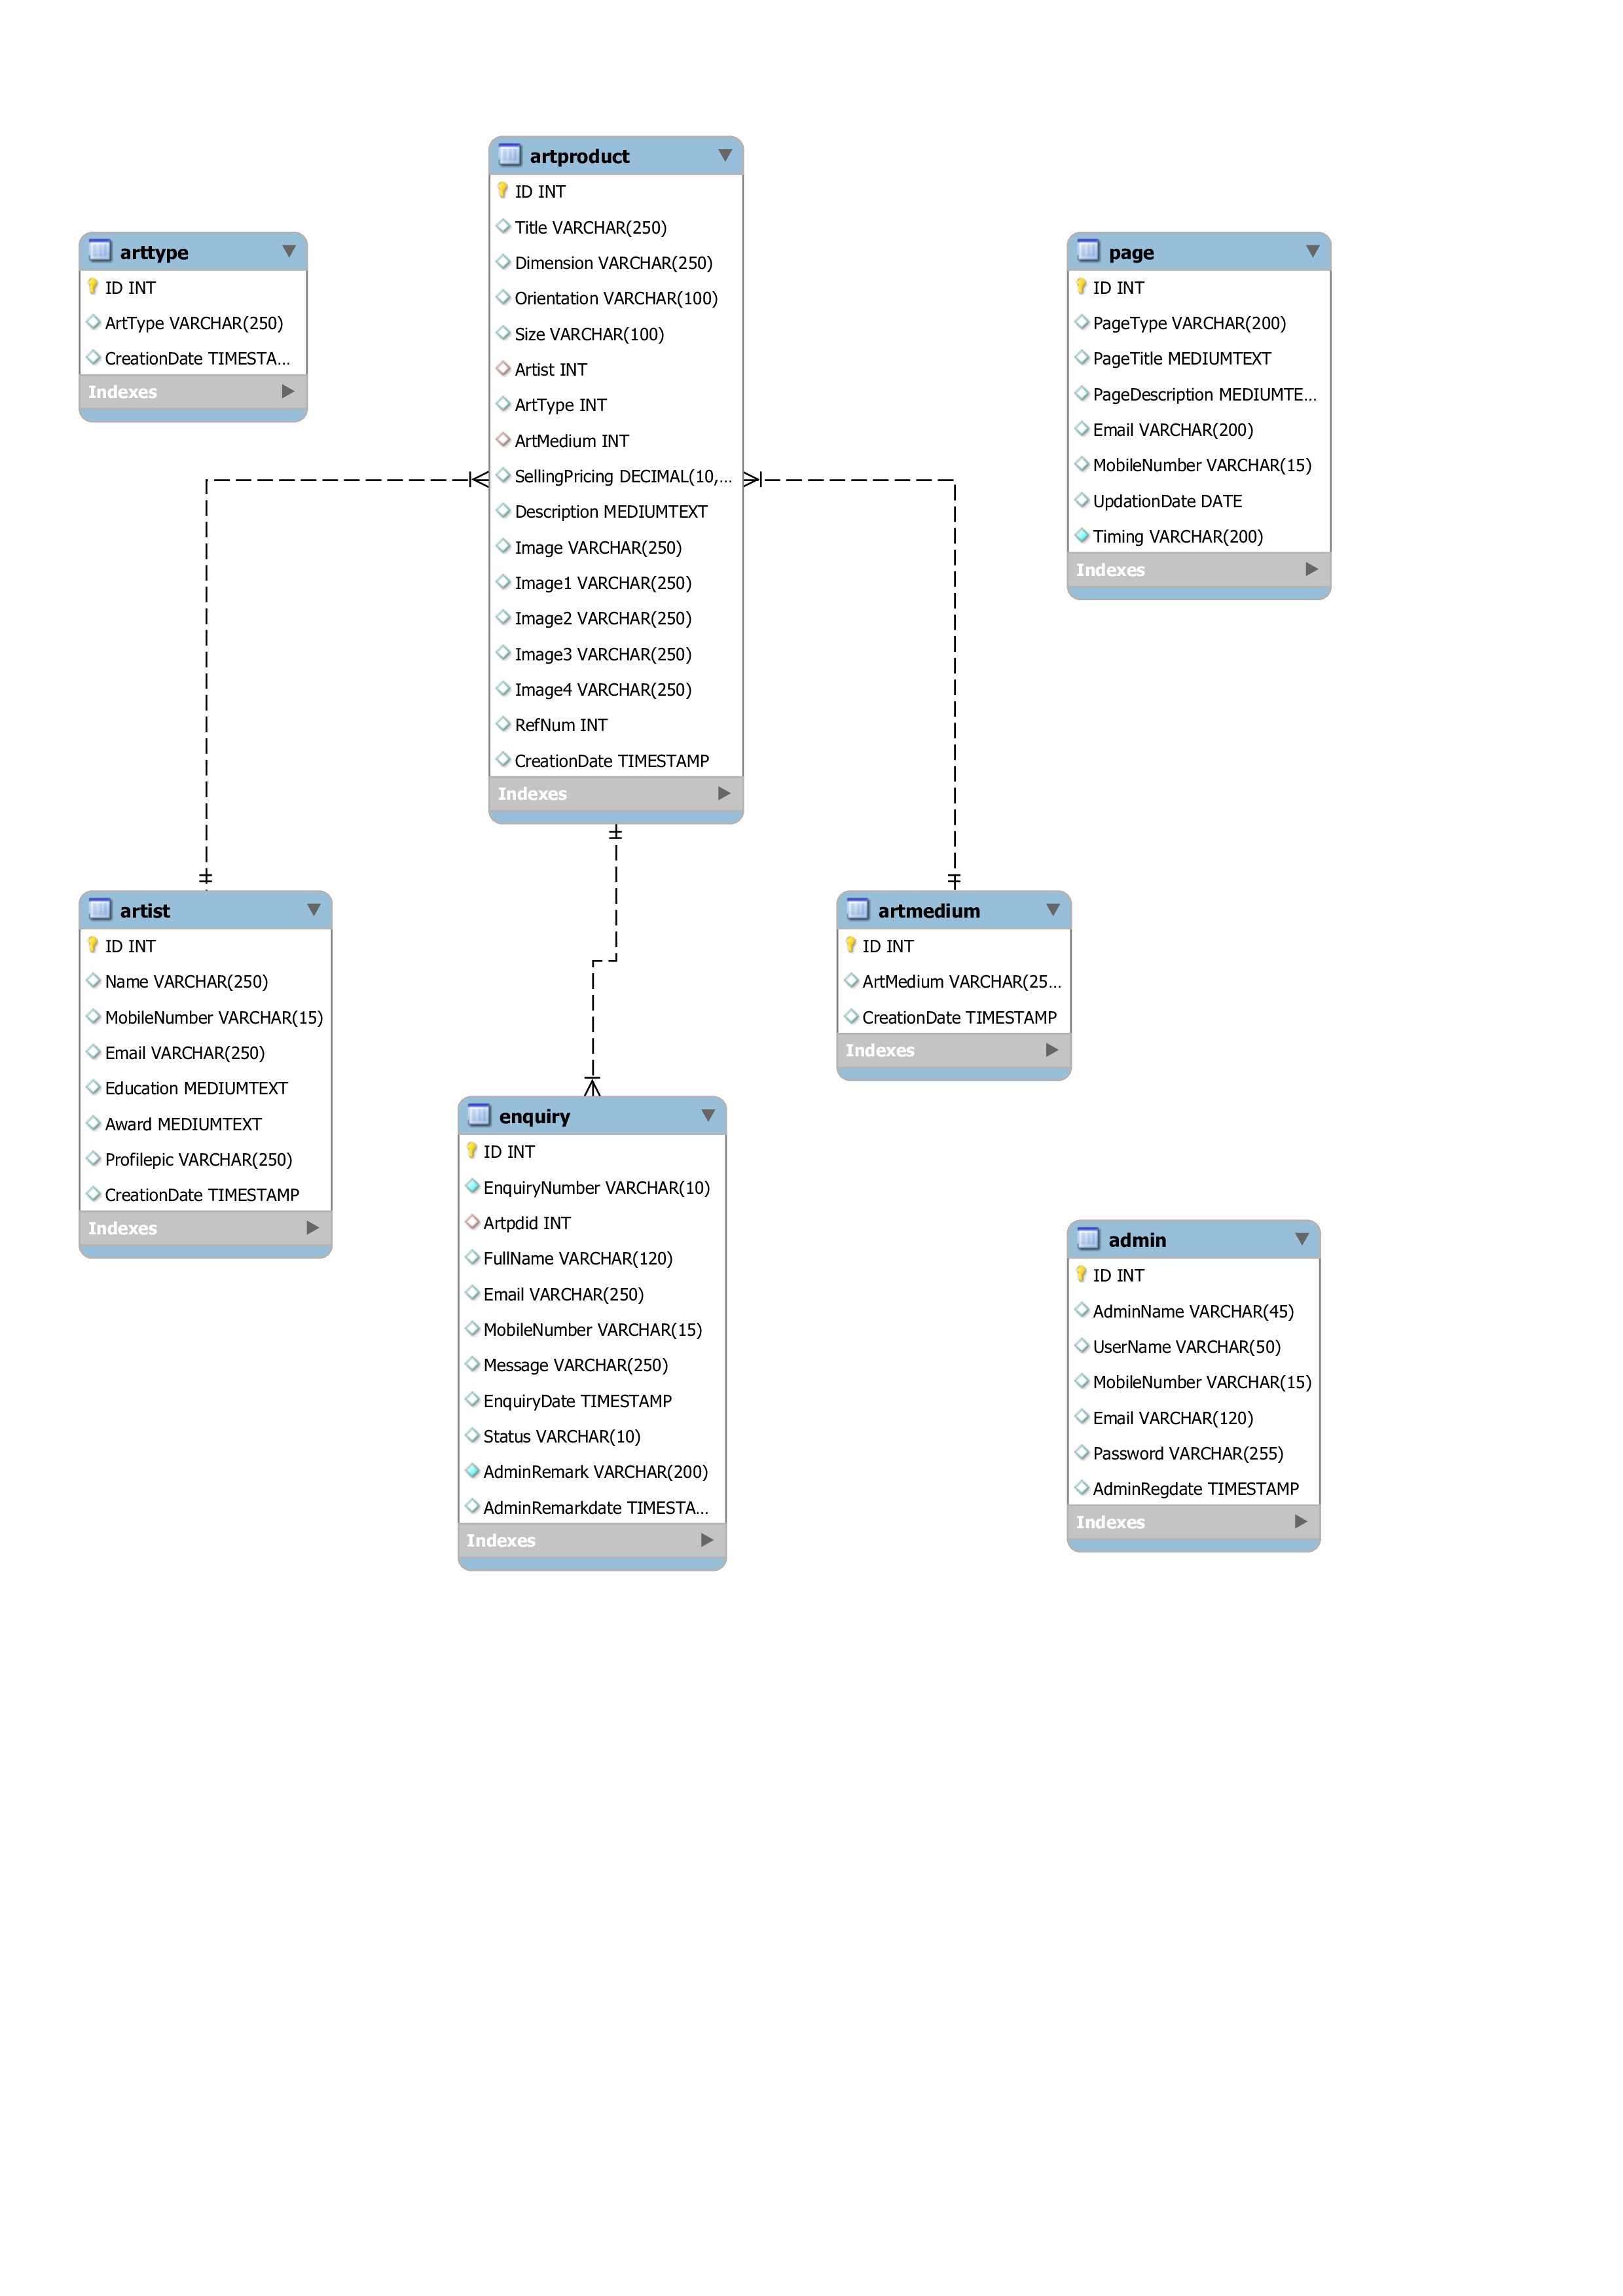 artproduct
ID INT
Title VARCHAR(250)
Dimension VARCHAR(250)
Orientation VARCHAR(100)
Size VARCHAR(100)
Artist INT
ArtType INT
ArtMedium INT
SellingPricing DECIMAL(10,...
Description MEDIUMTEXT
Image VARCHAR(250)
Image1 VARCHAR(250)
Image2 VARCHAR(250)
Image3 VARCHAR(250)
Image4 VARCHAR(250)
RefNum INT
CreationDate TIMESTAMP
Indexes
arttype
ID INT
ArtType VARCHAR(250)
CreationDate TIMESTA...
Indexes
page
ID INT
PageType VARCHAR(200)
PageTitle MEDIUMTEXT
PageDescription MEDIUMTE...
Email VARCHAR(200)
MobileNumber VARCHAR(15)
UpdationDate DATE
Timing VARCHAR(200)
Indexes
artist
ID INT
Name VARCHAR(250)
MobileNumber VARCHAR(15)
Email VARCHAR(250)
Education MEDIUMTEXT
Award MEDIUMTEXT
Profilepic VARCHAR(250)
CreationDate TIMESTAMP
Indexes
artmedium
ID INT
ArtMedium VARCHAR(25...
CreationDate TIMESTAMP
Indexes
enquiry
ID INT
EnquiryNumber VARCHAR(10)
Artpdid INT
FullName VARCHAR(120)
Email VARCHAR(250)
MobileNumber VARCHAR(15)
Message VARCHAR(250)
EnquiryDate TIMESTAMP
Status VARCHAR(10)
AdminRemark VARCHAR(200)
AdminRemarkdate TIMESTA...
Indexes
admin
ID INT
AdminName VARCHAR(45)
UserName VARCHAR(50)
MobileNumber VARCHAR(15)
Email VARCHAR(120)
Password VARCHAR(255)
AdminRegdate TIMESTAMP
Indexes